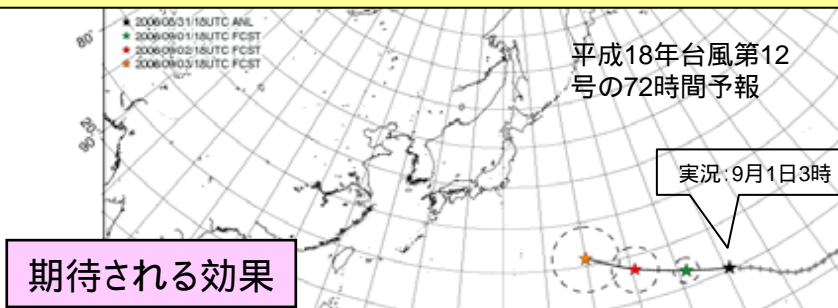 2006/08/31/18UTC ANL
2006/09/01/18UTC FCST
2006/09/02/18UTC FCST
2006/09/03/18UTC FCST
80°
平成18年台風第12
号の72時間予報
実況:9月1日3時
期待される効果